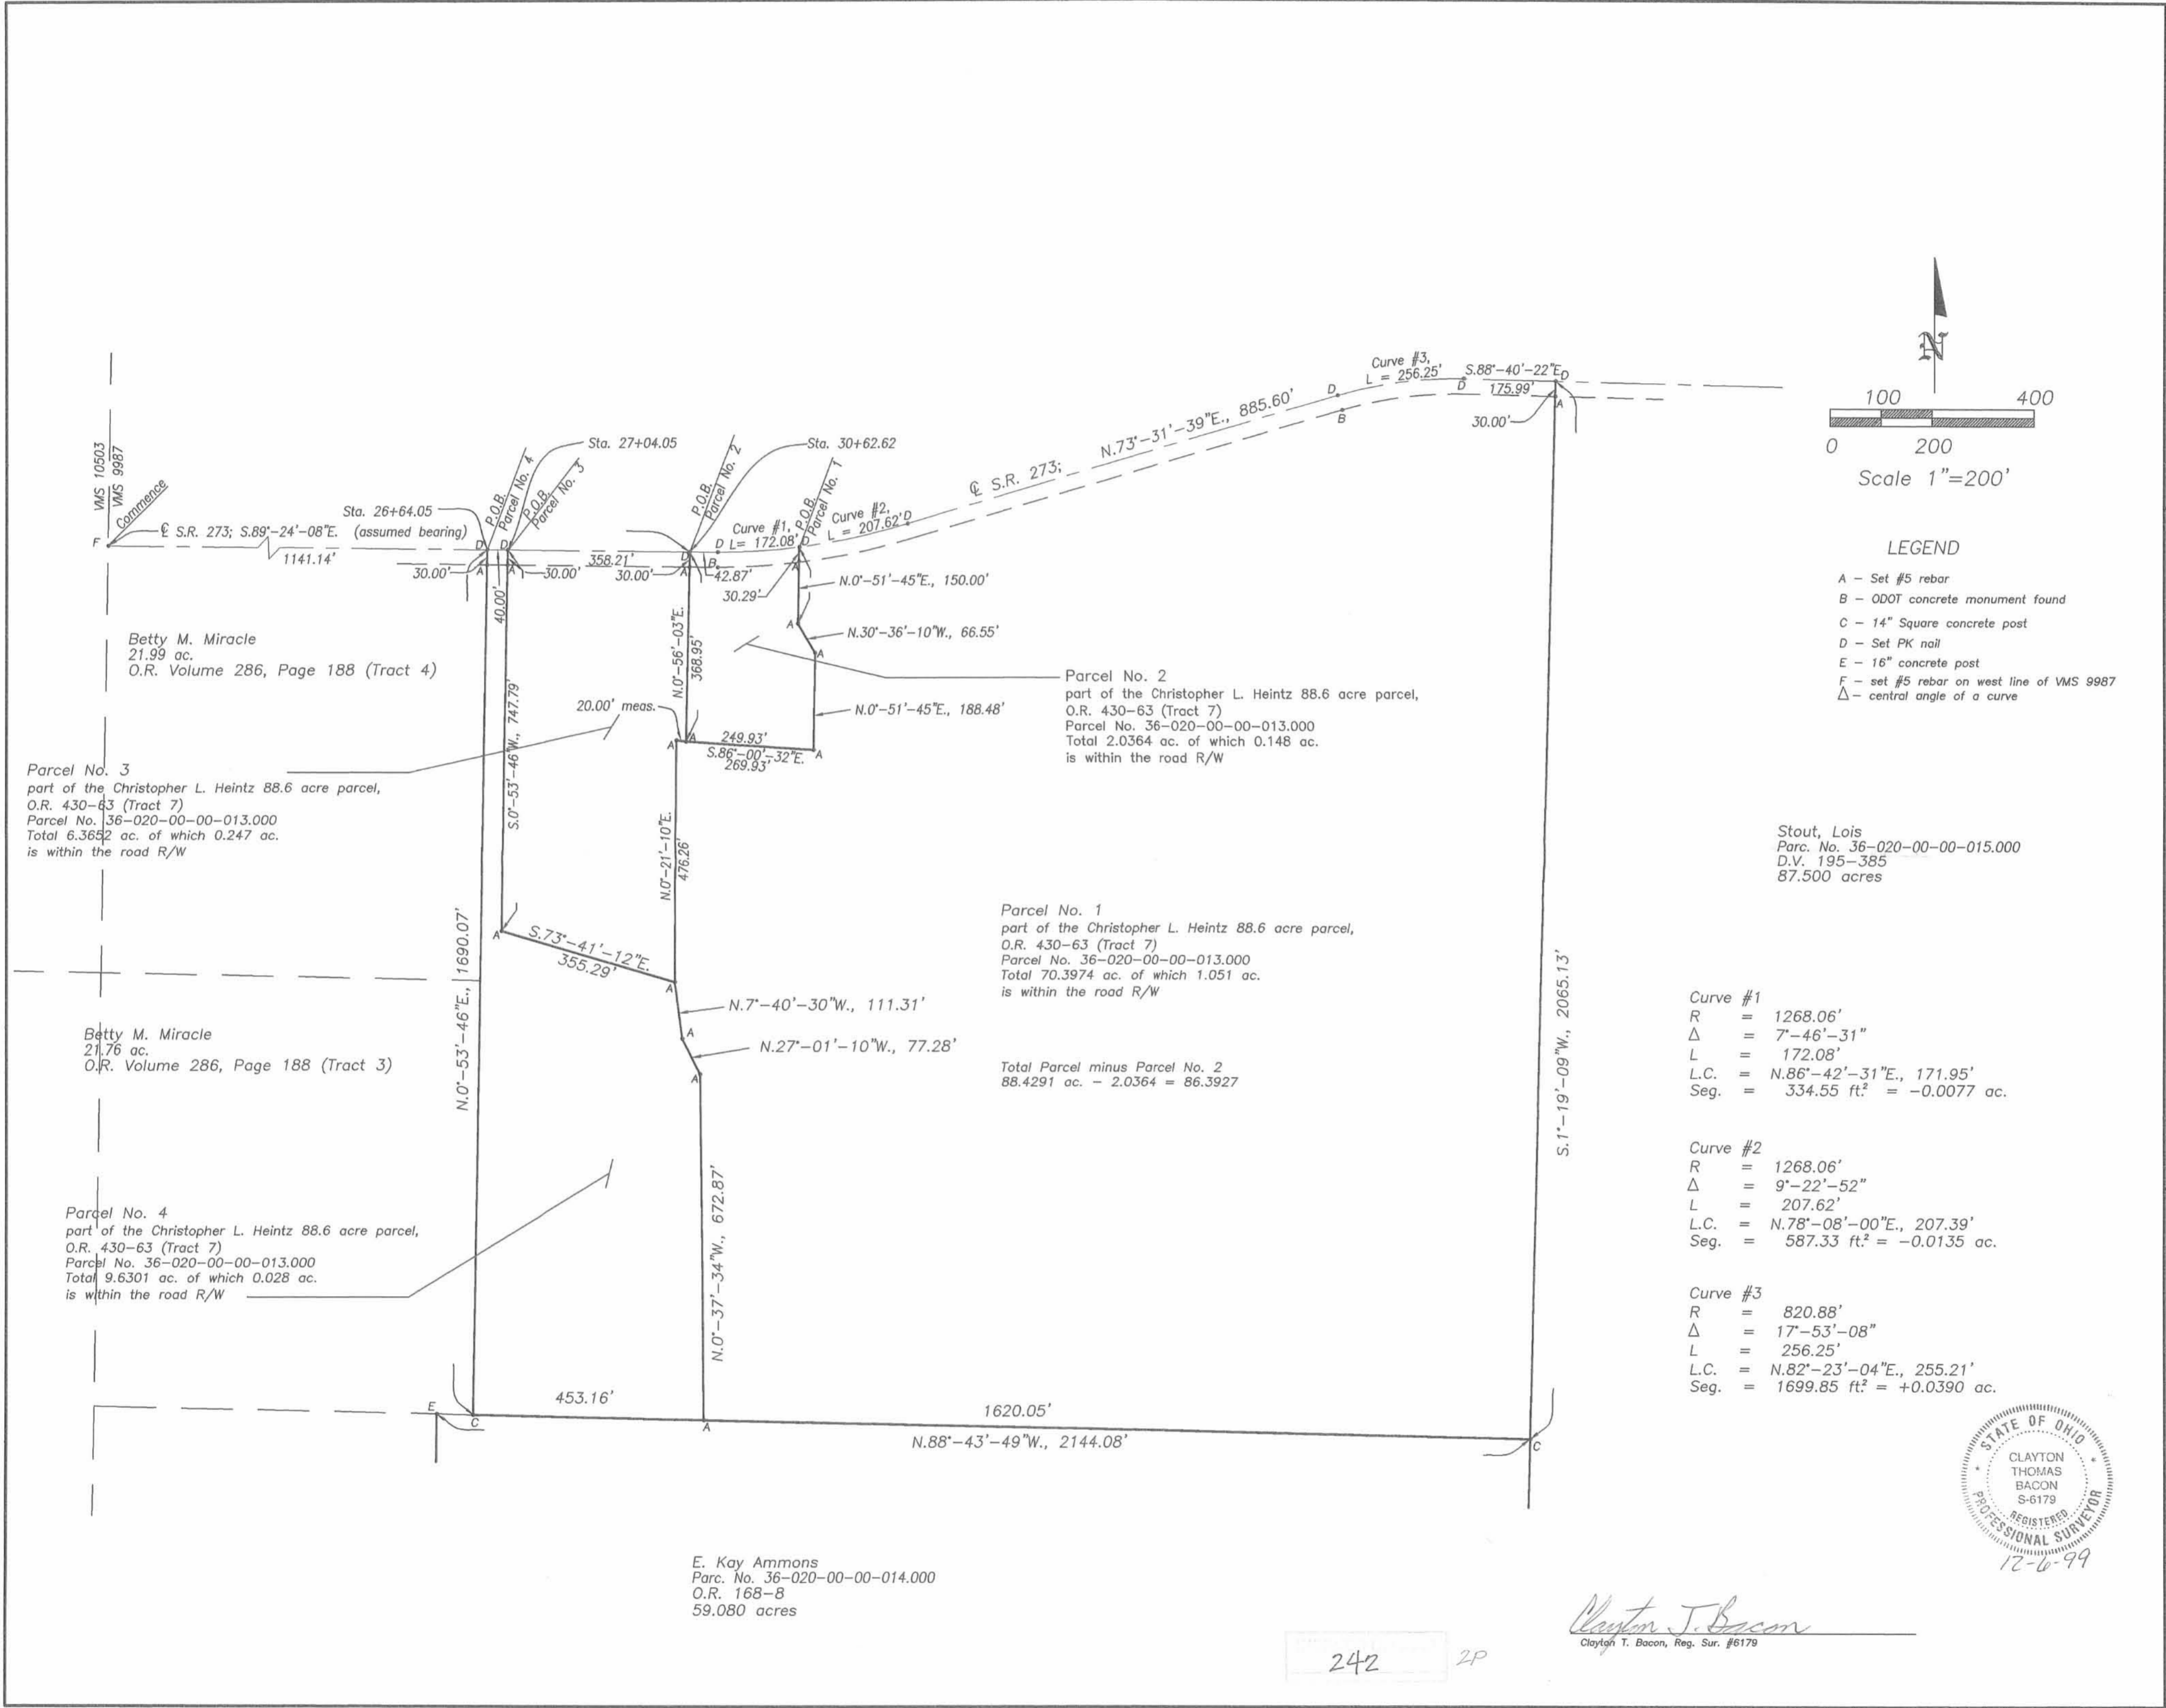 Curve #3,
L = 256.25'
S.88°-40'-22"E.
D
175.99'
30.00'
A
B
N.73°-31'-39"E., 885.60'
℄ S.R. 273;
N
100 400
0 200
Scale 1"=200'
VMS 10503
VMS 9987
Commence
F
℄ S.R. 273; S.89°-24'-08"E. (assumed bearing)
1141.14'
Sta. 26+64.05
P.O.B.
Parcel No. 4
P.O.B.
Parcel No. 3
Sta. 27+04.05
P.O.B.
Parcel No. 2
Sta. 30+62.62
P.O.B.
Parcel No. 1
Curve #1,
L= 172.08'
Curve #2,
L = 207.62'
D
D
D
D
D
D
D
D
30.00'
A
A
30.00'
358.21'
30.00'
A
B
42.87'
30.29'
A
40.00'
N.0°-51'-45"E., 150.00'
A
N.30°-36'-10"W., 66.55'
A
N.0°-56'-03"E.
368.95'
N.0°-51'-45"E., 188.48'
20.00' meas.
A
A
249.93'
S.86°-00'-32"E.
269.93'
A
S.0°-53'-46"W., 747.79'
N.0°-21'-10"E.
476.26'
A
S.73°-41'-12"E.
355.29'
A
N.7°-40'-30"W., 111.31'
A
N.27°-01'-10"W., 77.28'
A
N.0°-53'-46"E., 1690.07'
N.0°-37'-34"W., 672.87'
S.1°-19'-09"W., 2065.13'
E
C
453.16'
A
1620.05'
N.88°-43'-49"W., 2144.08'
C
Betty M. Miracle
21.99 ac.
O.R. Volume 286, Page 188 (Tract 4)
Parcel No. 3
part of the Christopher L. Heintz 88.6 acre parcel,
O.R. 430-63 (Tract 7)
Parcel No. 36-020-00-00-013.000
Total 6.3652 ac. of which 0.247 ac.
is within the road R/W
Parcel No. 2
part of the Christopher L. Heintz 88.6 acre parcel,
O.R. 430-63 (Tract 7)
Parcel No. 36-020-00-00-013.000
Total 2.0364 ac. of which 0.148 ac.
is within the road R/W
Parcel No. 1
part of the Christopher L. Heintz 88.6 acre parcel,
O.R. 430-63 (Tract 7)
Parcel No. 36-020-00-00-013.000
Total 70.3974 ac. of which 1.051 ac.
is within the road R/W
Total Parcel minus Parcel No. 2
88.4291 ac. - 2.0364 = 86.3927
Betty M. Miracle
21.76 ac.
O.R. Volume 286, Page 188 (Tract 3)
Parcel No. 4
part of the Christopher L. Heintz 88.6 acre parcel,
O.R. 430-63 (Tract 7)
Parcel No. 36-020-00-00-013.000
Total 9.6301 ac. of which 0.028 ac.
is within the road R/W
LEGEND
A - Set #5 rebar
B - ODOT concrete monument found
C - 14" Square concrete post
D - Set PK nail
E - 16" concrete post
F - set #5 rebar on west line of VMS 9987
Δ - central angle of a curve
Stout, Lois
Parc. No. 36-020-00-00-015.000
D.V. 195-385
87.500 acres
Curve #1
R = 1268.06'
Δ = 7°-46'-31"
L = 172.08'
L.C. = N.86°-42'-31"E., 171.95'
Seg. = 334.55 ft.² = -0.0077 ac.
Curve #2
R = 1268.06'
Δ = 9°-22'-52"
L = 207.62'
L.C. = N.78°-08'-00"E., 207.39'
Seg. = 587.33 ft.² = -0.0135 ac.
Curve #3
R = 820.88'
Δ = 17°-53'-08"
L = 256.25'
L.C. = N.82°-23'-04"E., 255.21'
Seg. = 1699.85 ft.² = +0.0390 ac.
STATE OF OHIO
CLAYTON
THOMAS
BACON
S-6179
REGISTERED
PROFESSIONAL SURVEYOR
12-6-99
E. Kay Ammons
Parc. No. 36-020-00-00-014.000
O.R. 168-8
59.080 acres
Clayton T. Bacon
Clayton T. Bacon, Reg. Sur. #6179
242
2P